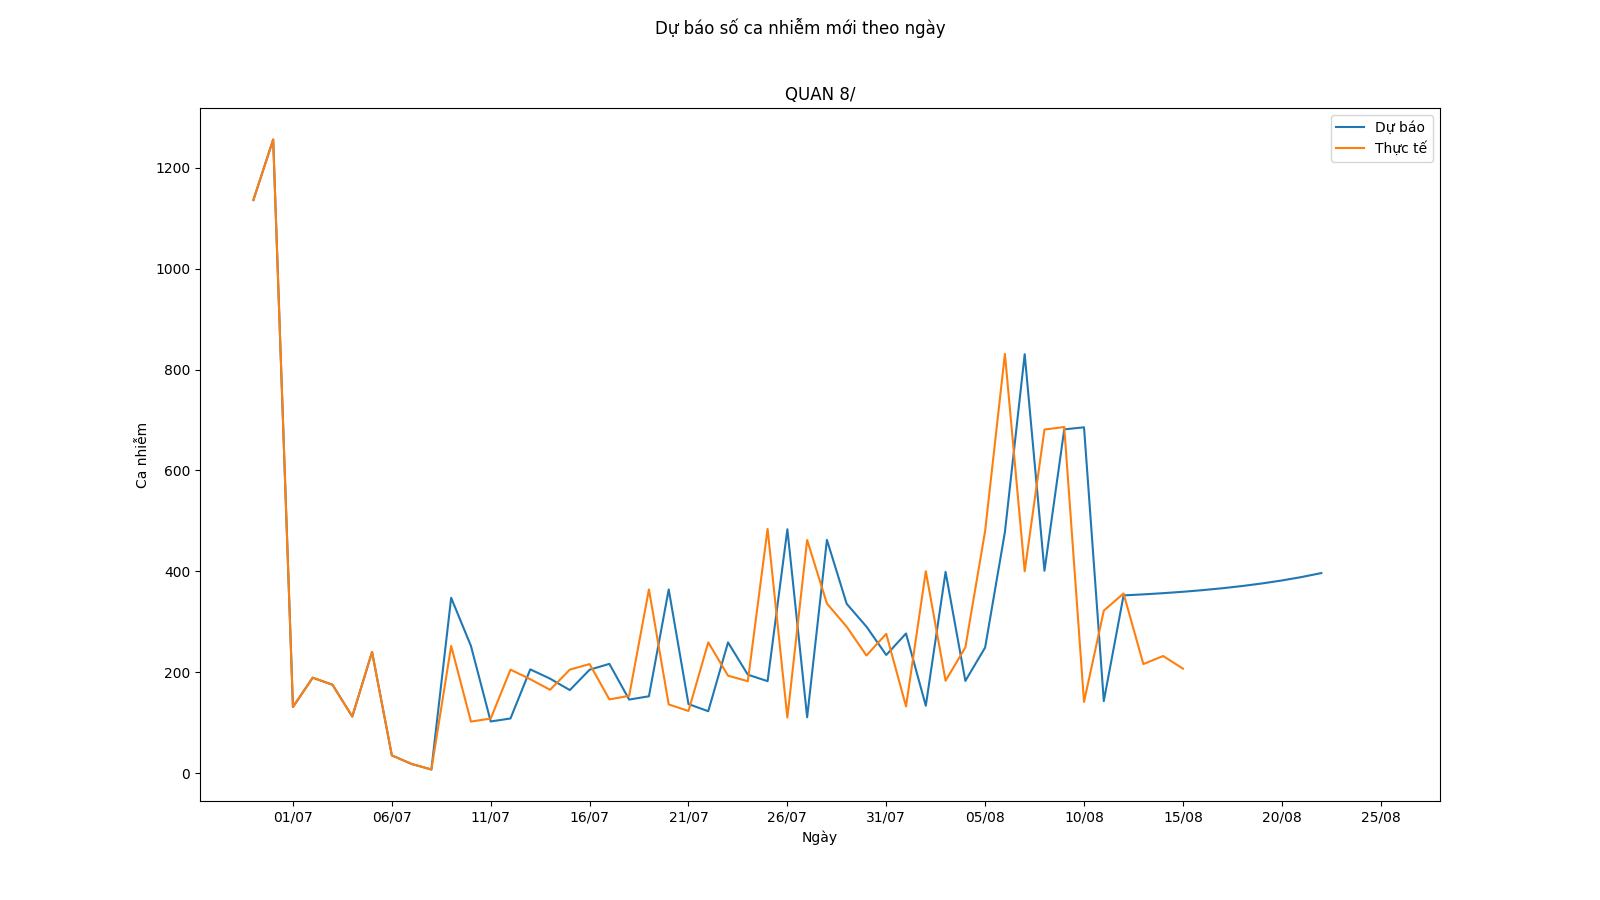 Dự báo số ca nhiễm mới theo ngày
QUAN 8/
Dự báo
Thực tế
1200
1000
800
600
400
200
0
Ca nhiễm
01/07 06/07 11/07 16/07 21/07 26/07 31/07 05/08 10/08 15/08 20/08 25/08
Ngày